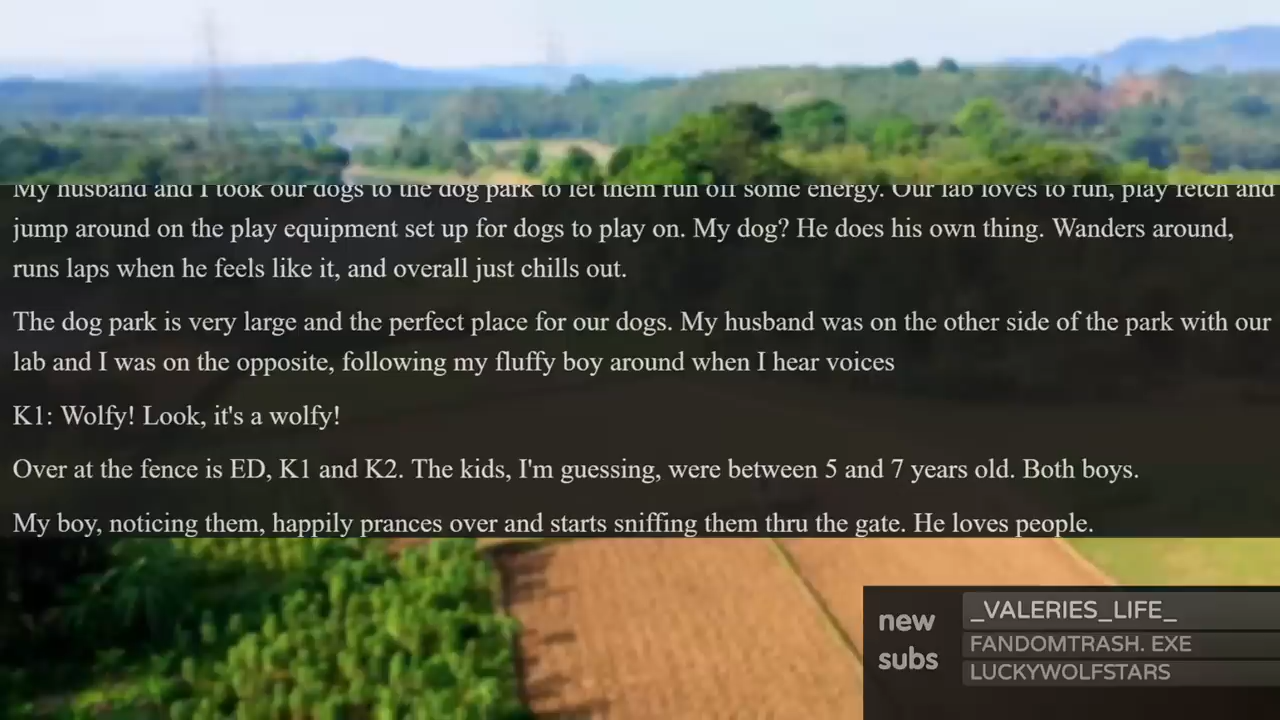 My husband and I took our dogs to the dog park to let them run off some energy. Our lab loves to run, play fetch and
jump around on the play equipment set up for dogs to play on. My dog? He does his own thing. Wanders around,
runs laps when he feels like it, and overall just chills out.
The dog park is very large and the perfect place for our dogs. My husband was on the other side of the park with our
lab and I was on the opposite, following my fluffy boy around when I hear voices
K1: Wolfy! Look, it's a wolfy!
Over at the fence is ED, K1 and K2. The kids, I'm guessing, were between 5 and 7 years old. Both boys.
My boy, noticing them, happily prances over and starts sniffing them thru the gate. He loves people.
new
subs
_VALERIES_LIFE_
FANDOMTRASH. EXE
LUCKYWOLFSTARS